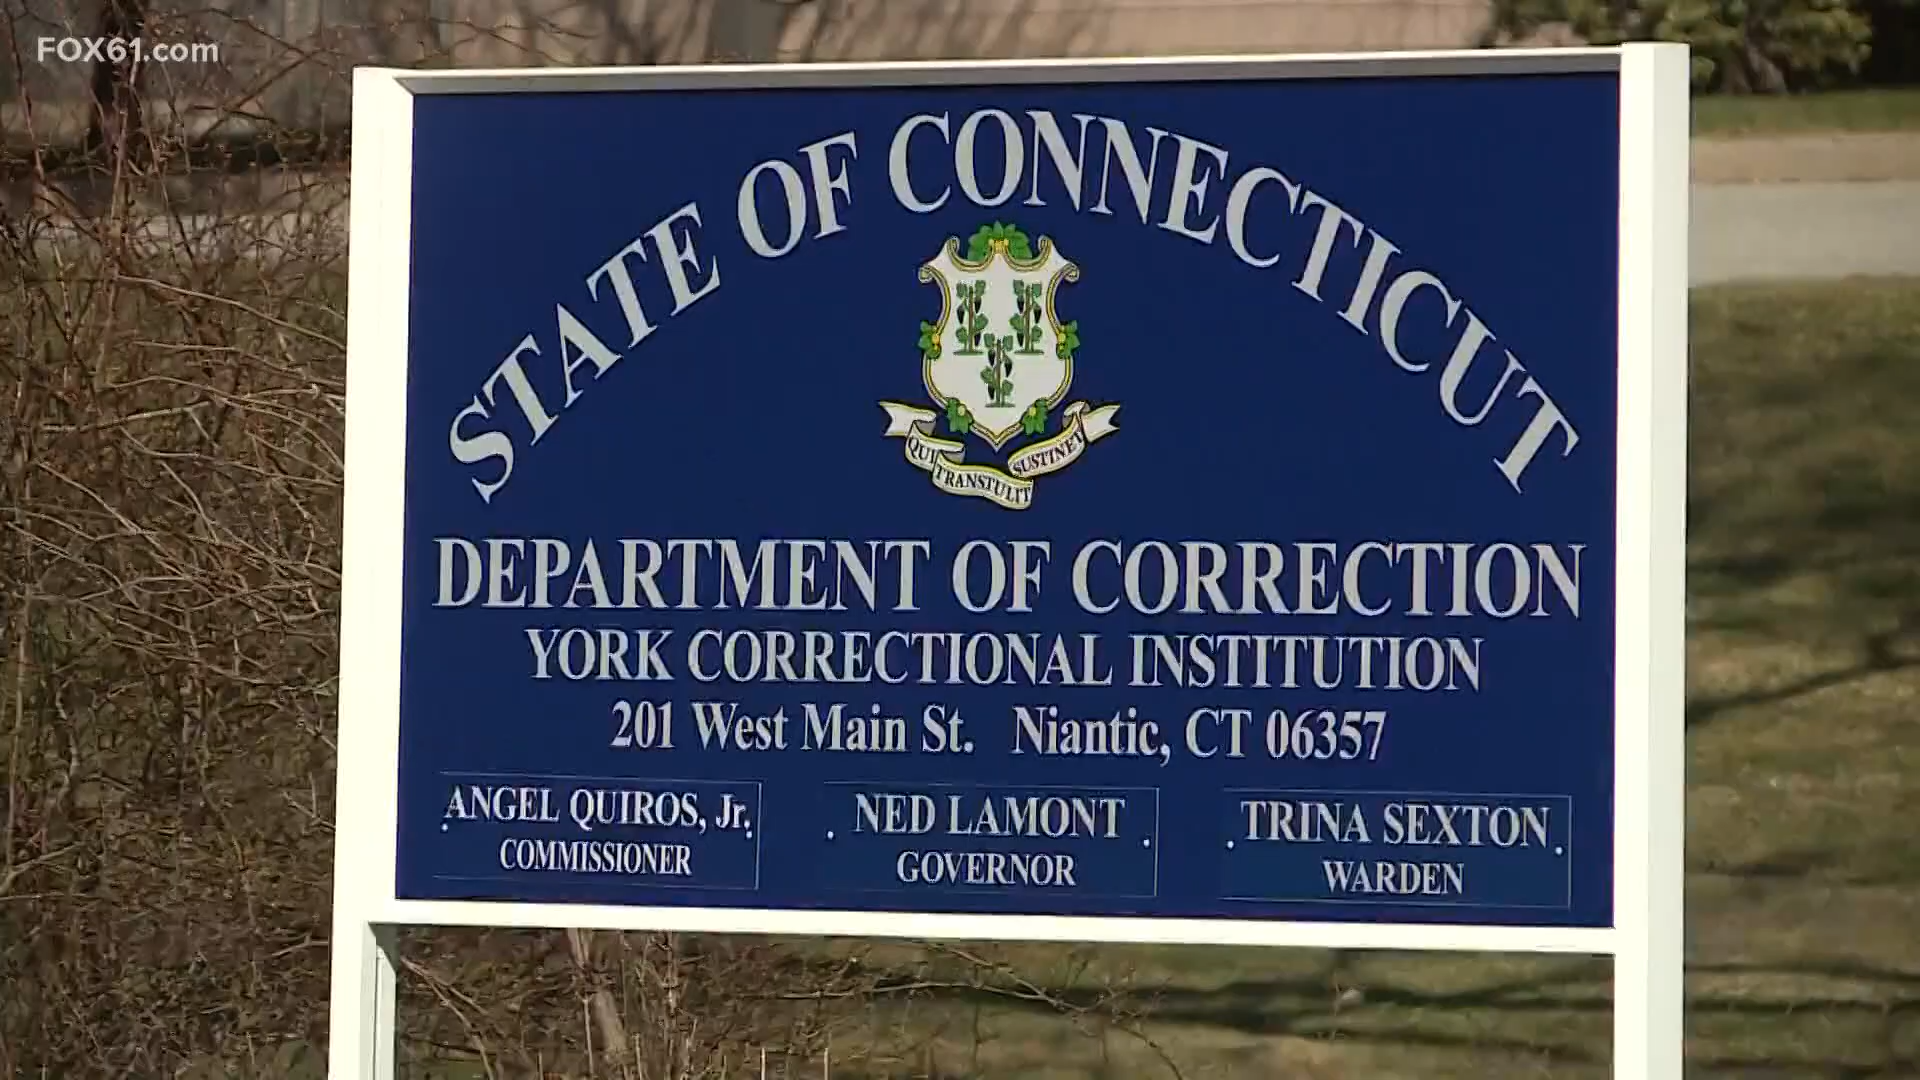 FOX61.com
STATE OF CONNECTICUT
QUI TRANSTULIT SUSTINET
DEPARTMENT OF CORRECTION
YORK CORRECTIONAL INSTITUTION
201 West Main St. Niantic, CT 06357
ANGEL QUIROS, Jr.
COMMISSIONER
NED LAMONT
GOVERNOR
TRINA SEXTON
WARDEN